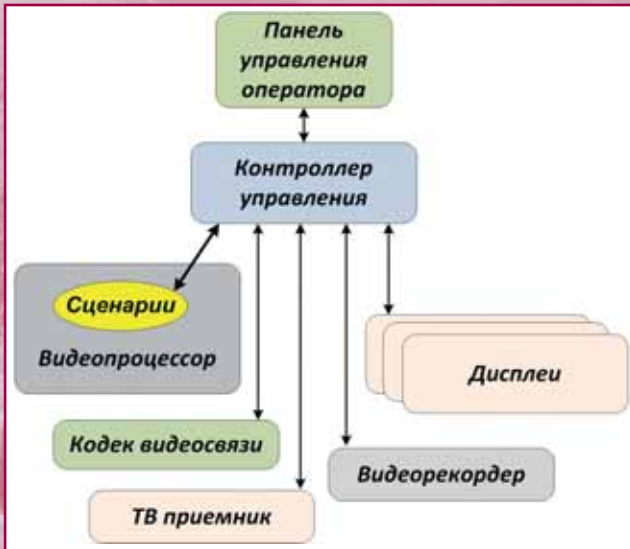 Панель
управления
оператора
Контроллер
управления
Сценарии
Видеопроцессор
Дисплеи
Кодек видеосвязи
Видеорекордер
ТВ приемник